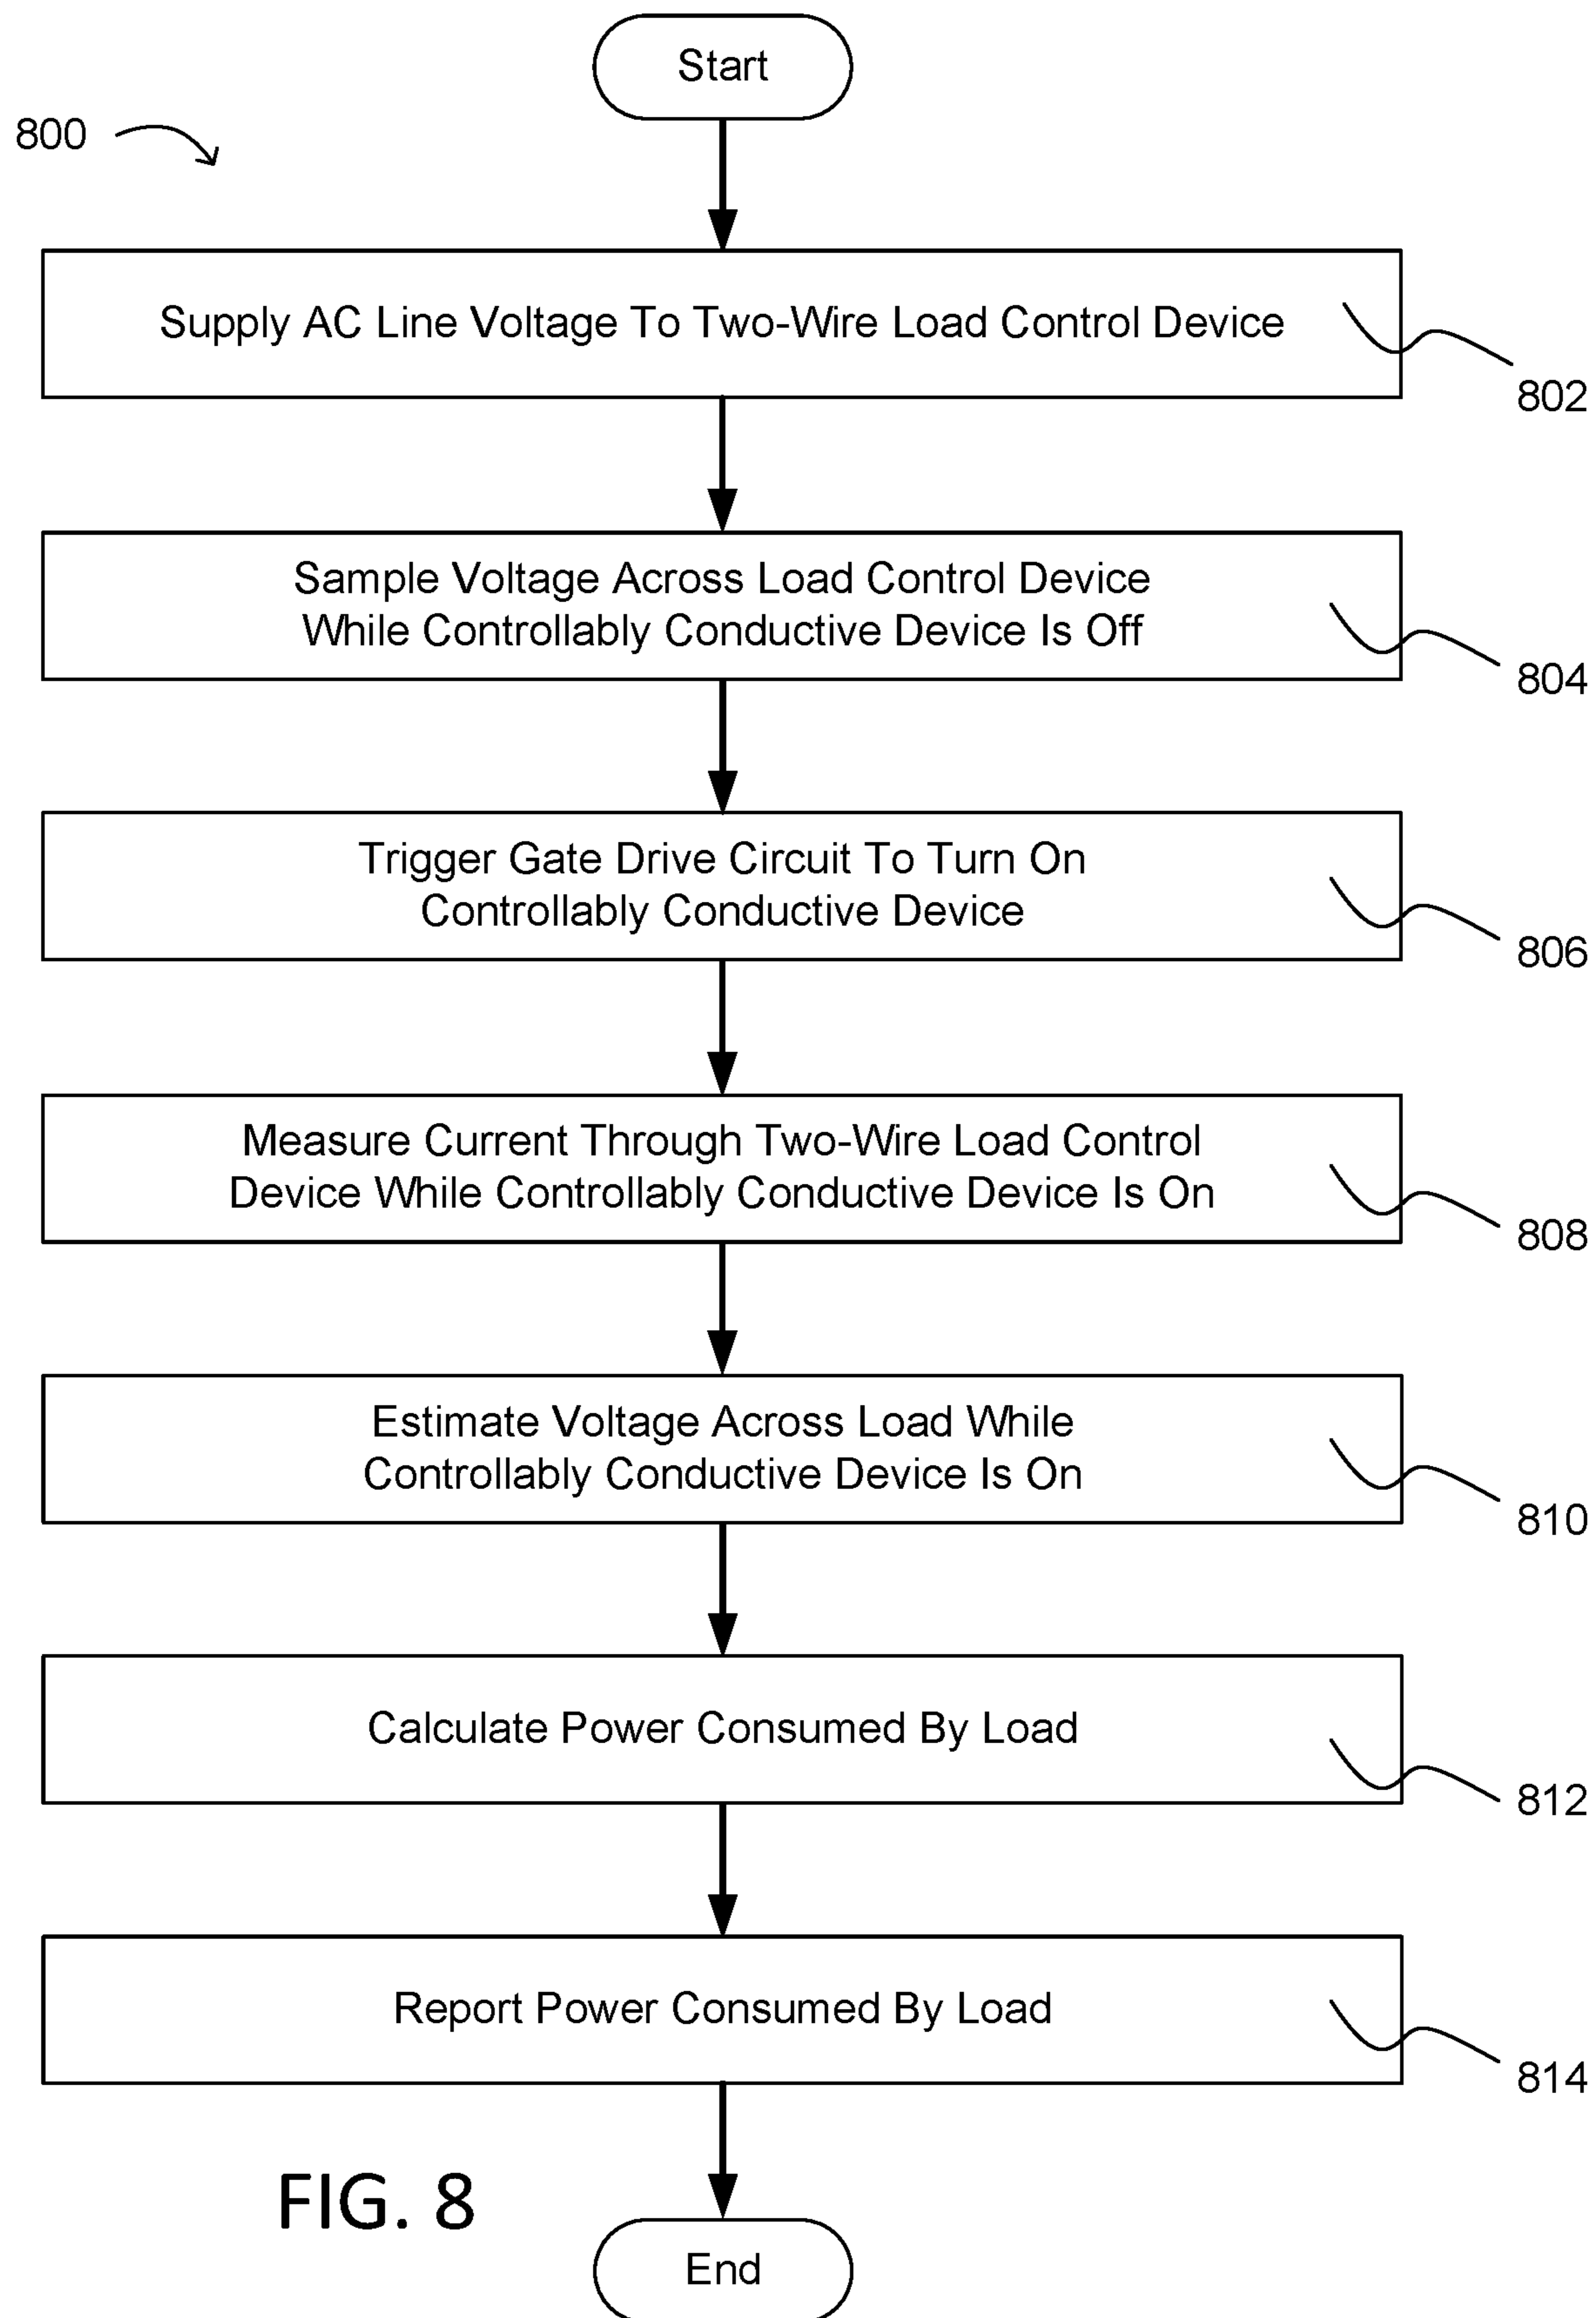 Start
800
Supply AC Line Voltage To Two-Wire Load Control Device
802
Sample Voltage Across Load Control Device
While Controllably Conductive Device Is Off
804
Trigger Gate Drive Circuit To Turn On
Controllably Conductive Device
806
Measure Current Through Two-Wire Load Control
Device While Controllably Conductive Device Is On
808
Estimate Voltage Across Load While
Controllably Conductive Device Is On
810
Calculate Power Consumed By Load
812
Report Power Consumed By Load
814
FIG. 8
End